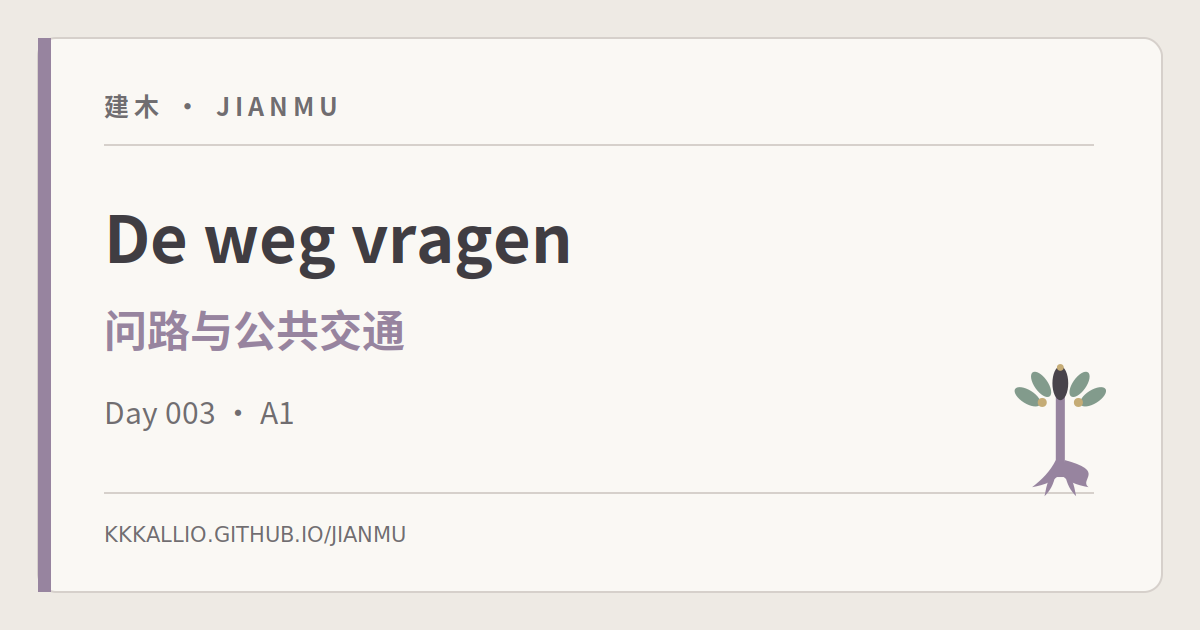 建木 · JIANMU
De weg vragen
问路与公共交通
Day 003 · A1
KKKALLIO.GITHUB.IO/JIANMU